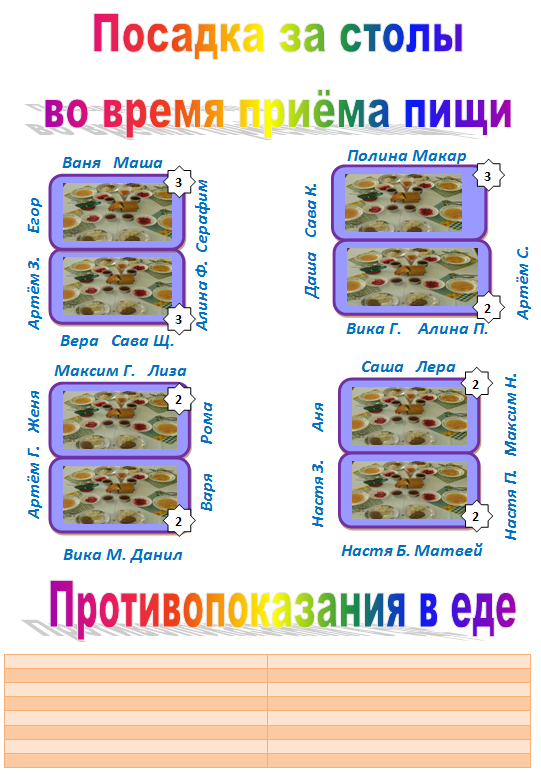 Посадка за столы
во время приёма пищи
Ваня Маша
3
Егор
Серафим
Артём З.
Алина Ф.
3
Вера Сава Щ.
Полина Макар
3
Сава К.
Даша
Артём С.
2
Вика Г. Алина П.
Максим Г. Лиза
2
Женя
Рома
Артём Г.
Варя
2
Вика М. Данил
Саша Лера
2
Аня
Максим Н.
Настя З.
Настя П.
2
Настя Б. Матвей
Противопоказания в еде